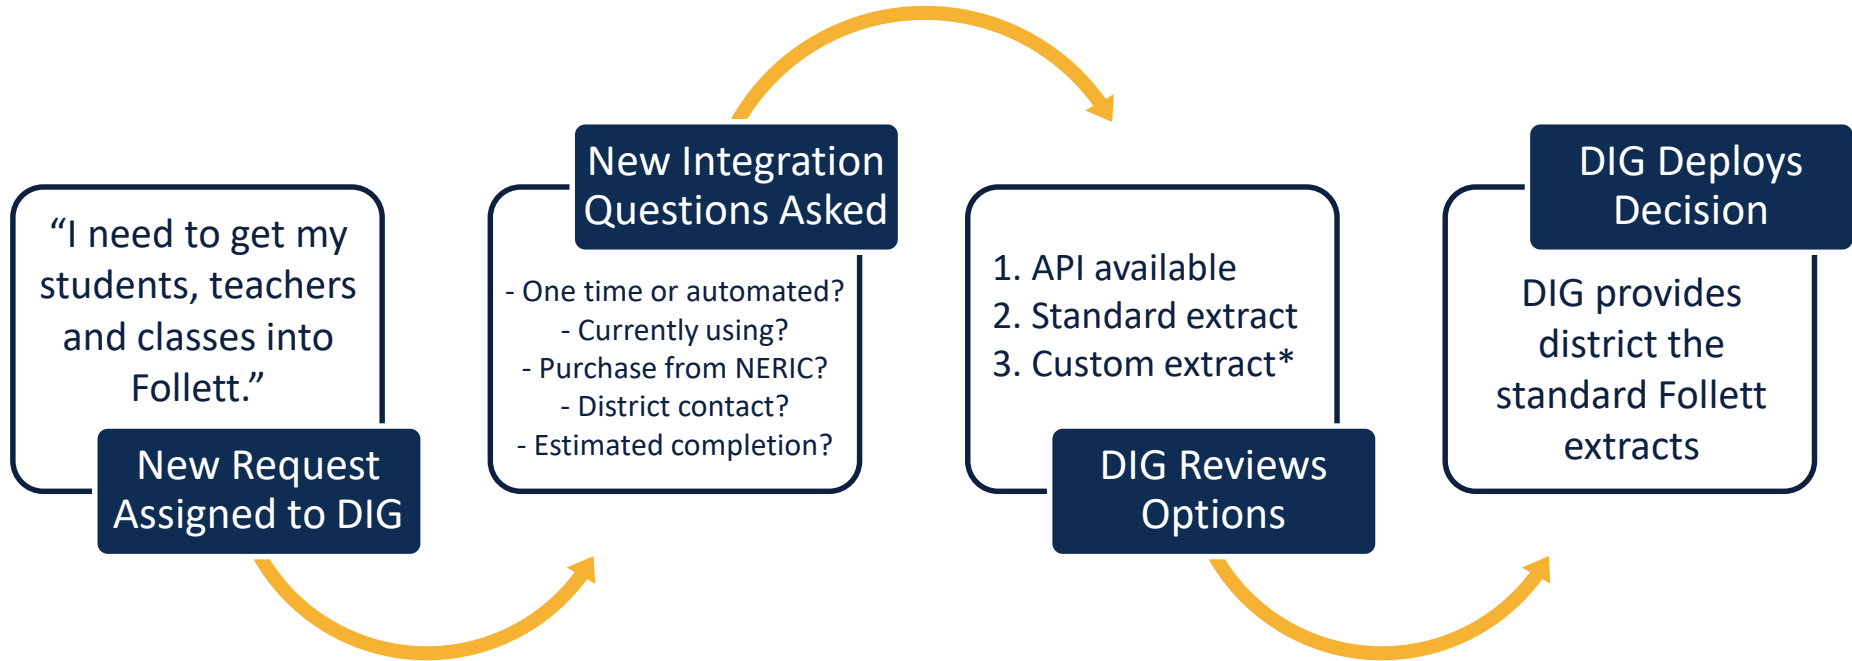 “I need to get my
students, teachers
and classes into
Follett.”
New Request
Assigned to DIG
New Integration
Questions Asked
- One time or automated?
- Currently using?
- Purchase from NERIC?
- District contact?
- Estimated completion?
1. API available
2. Standard extract
3. Custom extract*
DIG Reviews
Options
DIG Deploys
Decision
DIG provides
district the
standard Follett
extracts